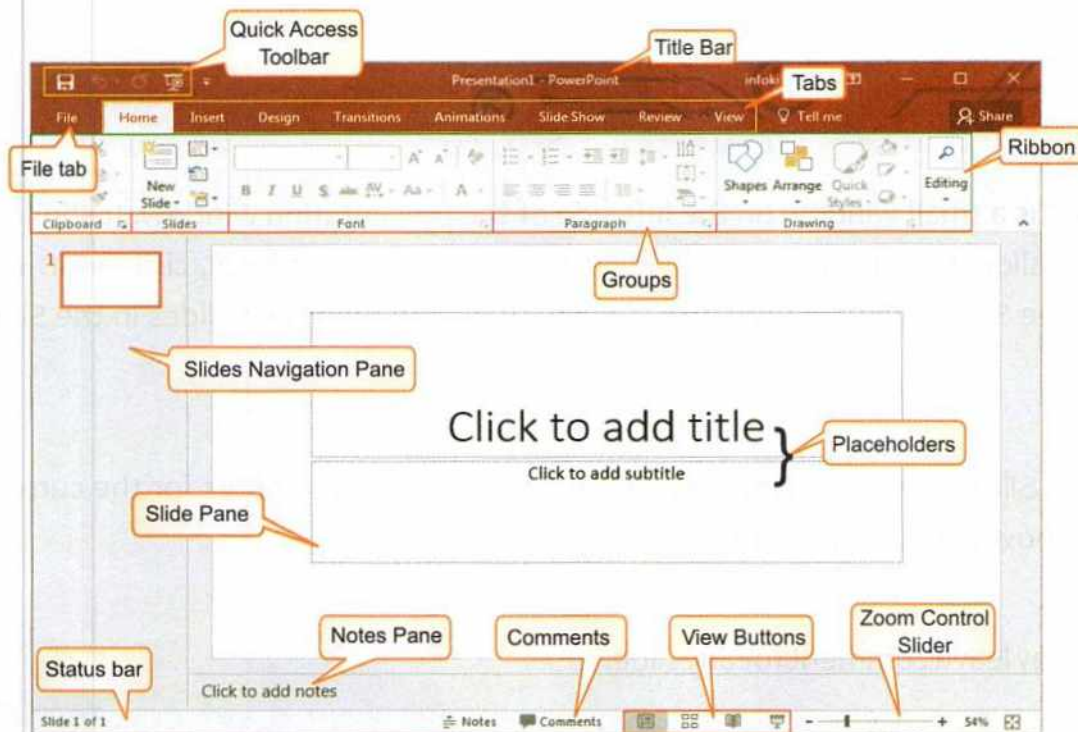 Quick Access
Toolbar
Title Bar
Presentation1 - PowerPoint
Tabs
File Home Insert Design Transitions Animations Slide Show Review View Tell me Share
File tab
Ribbon
New
Slide
B I U S abc AV Aa A
Shapes Arrange Quick
Styles
Editing
Clipboard Slides Font Paragraph Drawing
Groups
1
Slides Navigation Pane
Click to add title
Placeholders
Click to add subtitle
Slide Pane
Notes Pane
Comments
View Buttons
Zoom Control
Slider
Status bar
Click to add notes
Slide 1 of 1 Notes Comments - + 54%